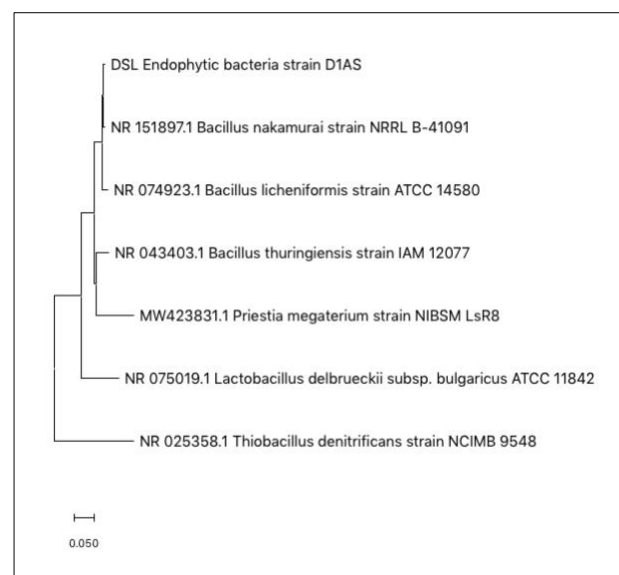 DSL Endophytic bacteria strain D1AS
NR 151897.1 Bacillus nakamurai strain NRRL B-41091
NR 074923.1 Bacillus licheniformis strain ATCC 14580
NR 043403.1 Bacillus thuringiensis strain IAM 12077
MW423831.1 Priestia megaterium strain NIBSM LsR8
NR 075019.1 Lactobacillus delbrueckii subsp. bulgaricus ATCC 11842
NR 025358.1 Thiobacillus denitrificans strain NCIMB 9548
0.050